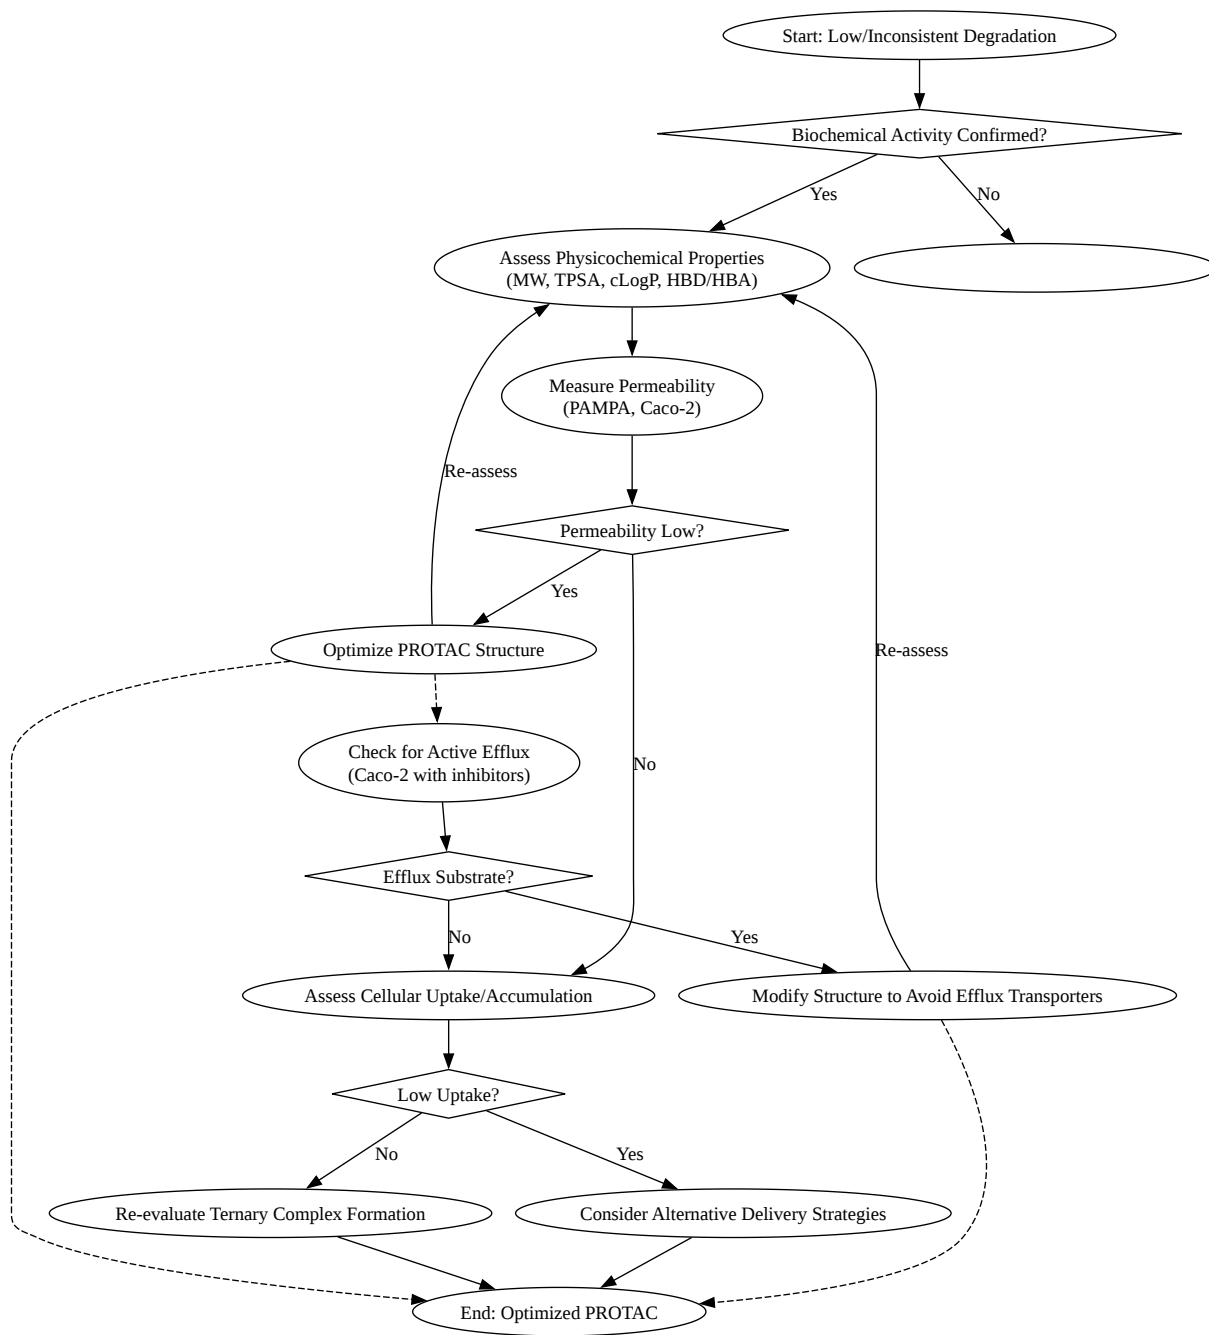 Start: Low/Inconsistent Degradation
Biochemical Activity Confirmed?
Yes
No
Assess Physicochemical Properties
(MW, TPSA, cLogP, HBD/HBA)
Measure Permeability
(PAMPA, Caco-2)
Re-assess
Permeability Low?
Yes
Optimize PROTAC Structure
Re-assess
Check for Active Efflux
(Caco-2 with inhibitors)
No
Efflux Substrate?
No
Yes
Assess Cellular Uptake/Accumulation
Modify Structure to Avoid Efflux Transporters
Low Uptake?
No
Yes
Re-evaluate Ternary Complex Formation
Consider Alternative Delivery Strategies
End: Optimized PROTAC